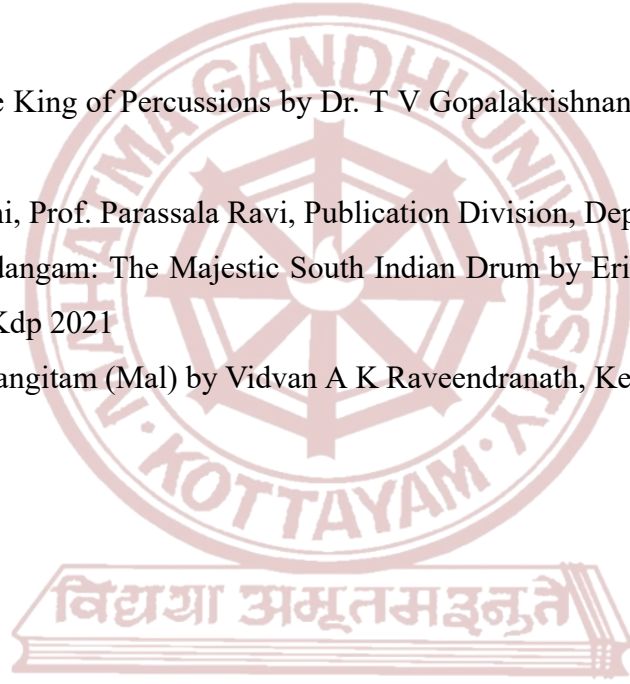 e King of Percussions by Dr. T V Gopalakrishnan
ni, Prof. Parassala Ravi, Publication Division, Dep
dangam: The Majestic South Indian Drum by Eri
Kdp 2021
angitam (Mal) by Vidvan A K Raveendranath, Ke
MAHATMA GANDHI UNIVERSITY
KOTTAYAM
विद्यया अमृतमश्नुते